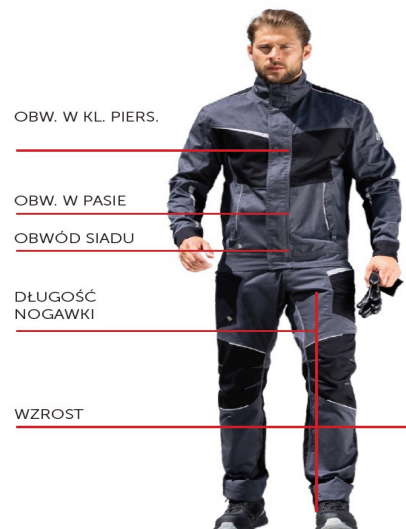 OBW. W KL. PIERS.
OBW. W PASIE
OBWÓD SIADU
DŁUGOŚĆ
NOGAWKI
WZROST